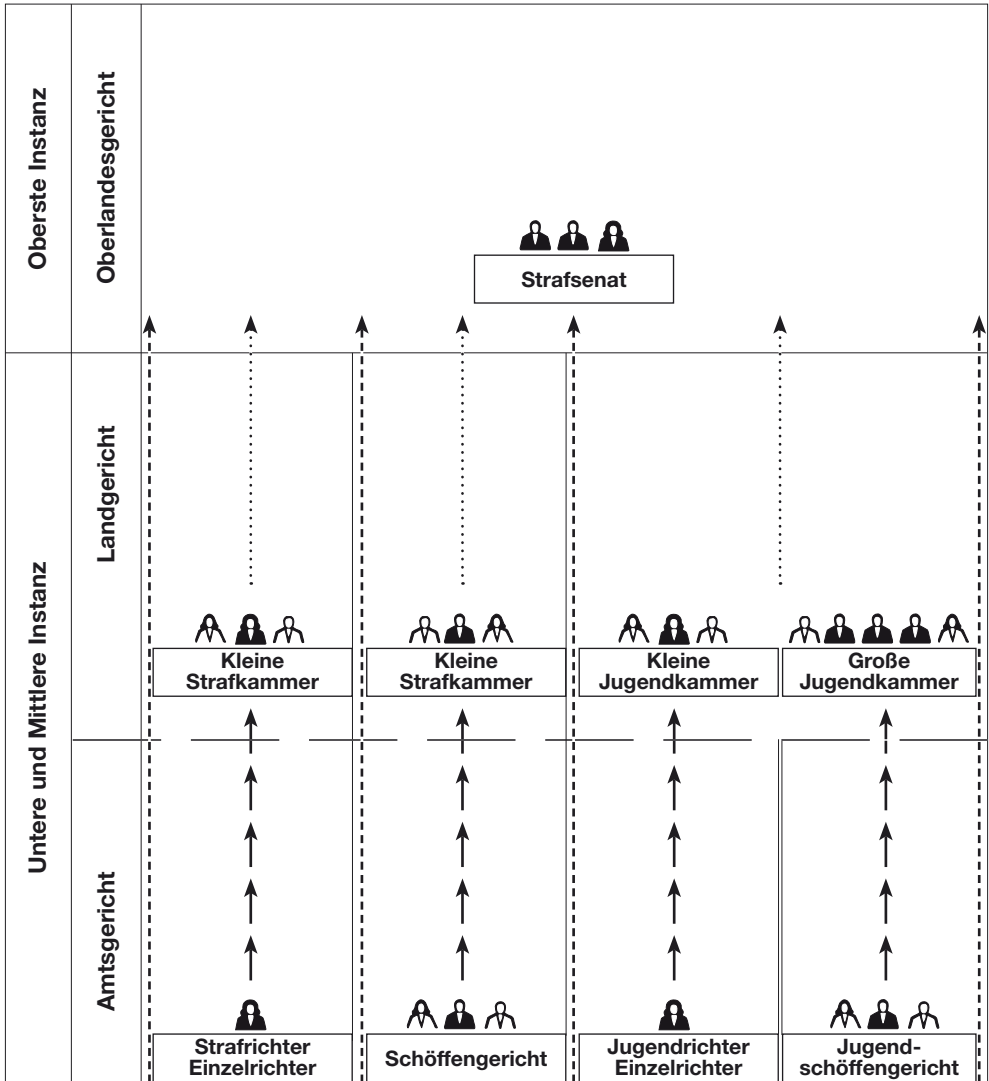 Oberste Instanz
Oberlandesgericht
Strafsenat
Untere und Mittlere Instanz
Landgericht
Kleine
Strafkammer
Kleine
Strafkammer
Kleine
Jugendkammer
Große
Jugendkammer
Amtsgericht
Strafrichter
Einzelrichter
Schöffengericht
Jugendrichter
Einzelrichter
Jugend-
schöffengericht